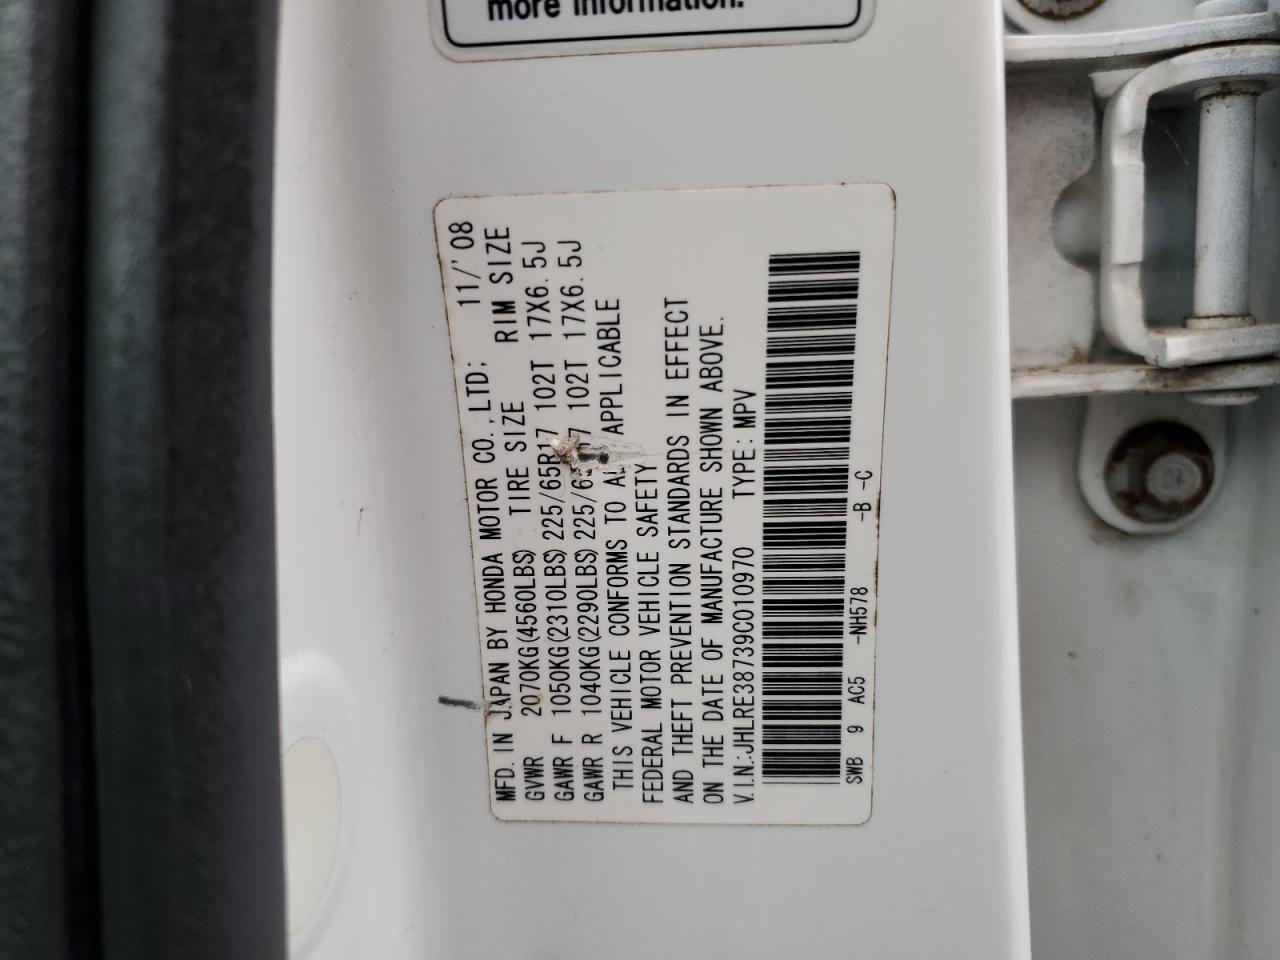 more information.
MFD. IN JAPAN BY HONDA MOTOR CO., LTD; 11/'08
GVWR 2070KG(4560LBS) TIRE SIZE RIM SIZE
GAWR F 1050KG(2310LBS) 225/65R17 102T 17X6.5J
GAWR R 1040KG(2290LBS) 225/6 7 102T 17X6.5J
THIS VEHICLE CONFORMS TO APPLICABLE
FEDERAL MOTOR VEHICLE SAFETY
AND THEFT PREVENTION STANDARDS IN EFFECT
ON THE DATE OF MANUFACTURE SHOWN ABOVE.
V.I.N.:JHLRE38739C010970 TYPE:MPV
SWB 9 AC5 -NH578 -B -C